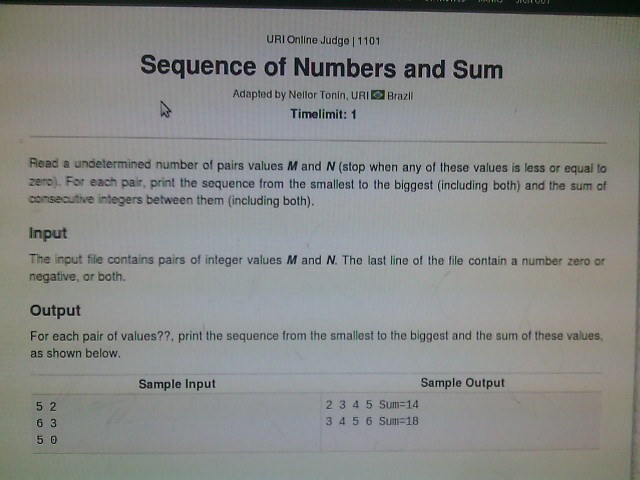 URI Online Judge | 1101
Sequence of Numbers and Sum
Adapted by Neilor Tonin, URI Brazil
Timelimit: 1
Read a undetermined number of pairs values M and N (stop when any of these values is less or equal to
zero). For each pair, print the sequence from the smallest to the biggest (including both) and the sum of
consecutive integers between them (including both).
Input
The input file contains pairs of integer values M and N. The last line of the file contain a number zero or
negative, or both.
Output
For each pair of values??, print the sequence from the smallest to the biggest and the sum of these values,
as shown below.
Sample Input Sample Output
5 2 2 3 4 5 Sum=14
6 3 3 4 5 6 Sum=18
5 0